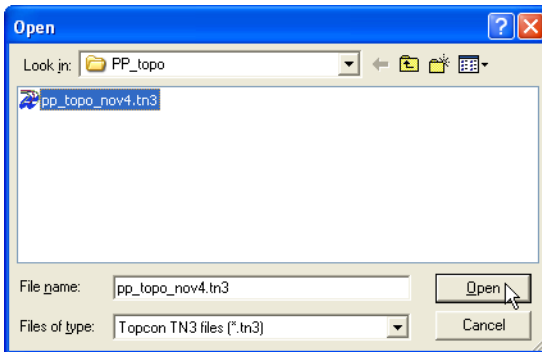 Open
Look in: PP_topo
pp_topo_nov4.tn3
File name: pp_topo_nov4.tn3 Open
Files of type: Topcon TN3 files (*.tn3) Cancel